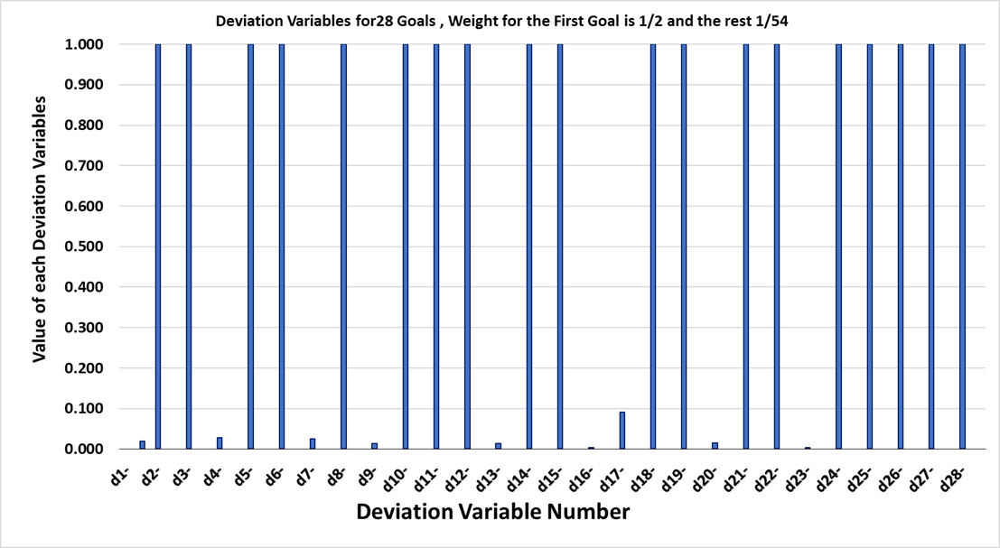 Deviation Variables for28 Goals , Weight for the First Goal is 1/2 and the rest 1/54
Value of each Deviation Variables
1.000
0.900
0.800
0.700
0.600
0.500
0.400
0.300
0.200
0.100
0.000
d1-
d2-
d3-
d4-
d5-
d6-
d7-
d8-
d9-
d10-
d11-
d12-
d13-
d14-
d15-
d16-
d17-
d18-
d19-
d20-
d21-
d22-
d23-
d24-
d25-
d26-
d27-
d28-
Deviation Variable Number